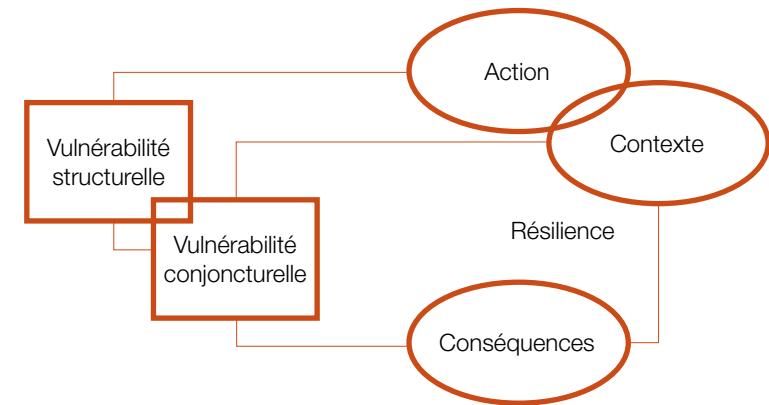 Action
Contexte
Vulnérabilité
structurelle
Résilience
Vulnérabilité
conjoncturelle
Conséquences